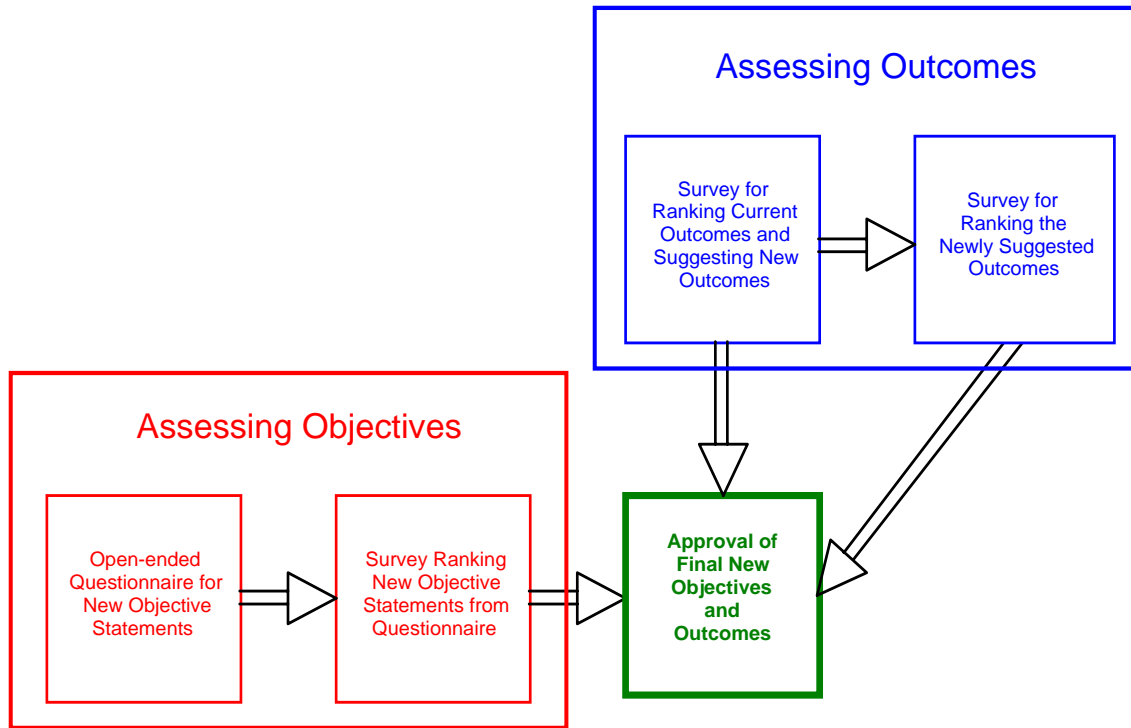 Assessing Outcomes
Survey for
Ranking Current
Outcomes and
Suggesting New
Outcomes
Survey for
Ranking the
Newly Suggested
Outcomes
Assessing Objectives
Open-ended
Questionnaire for
New Objective
Statements
Survey Ranking
New Objective
Statements from
Questionnaire
Approval of
Final New
Objectives
and
Outcomes